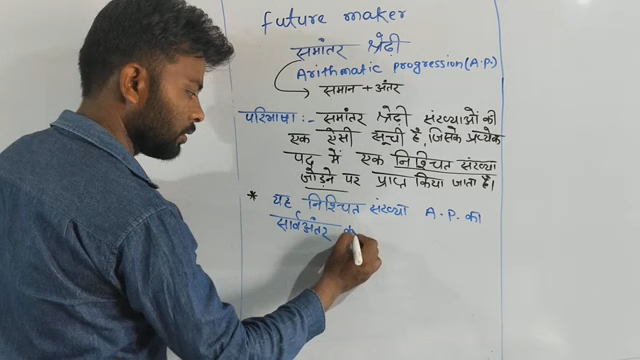 future maker
समांतर श्रेढ़ी
Arithmatic progression (A.P.)
समान + अंतर
परिभाषा :- समांतर श्रेढ़ी संख्याओं की
एक ऐसी सूची है, जिसके प्रत्येक
पद में एक निश्चित संख्या
जोड़ने पर प्राप्त किया जाता है।
* यह निश्चित संख्या A.P. का
सार्वअंतर क